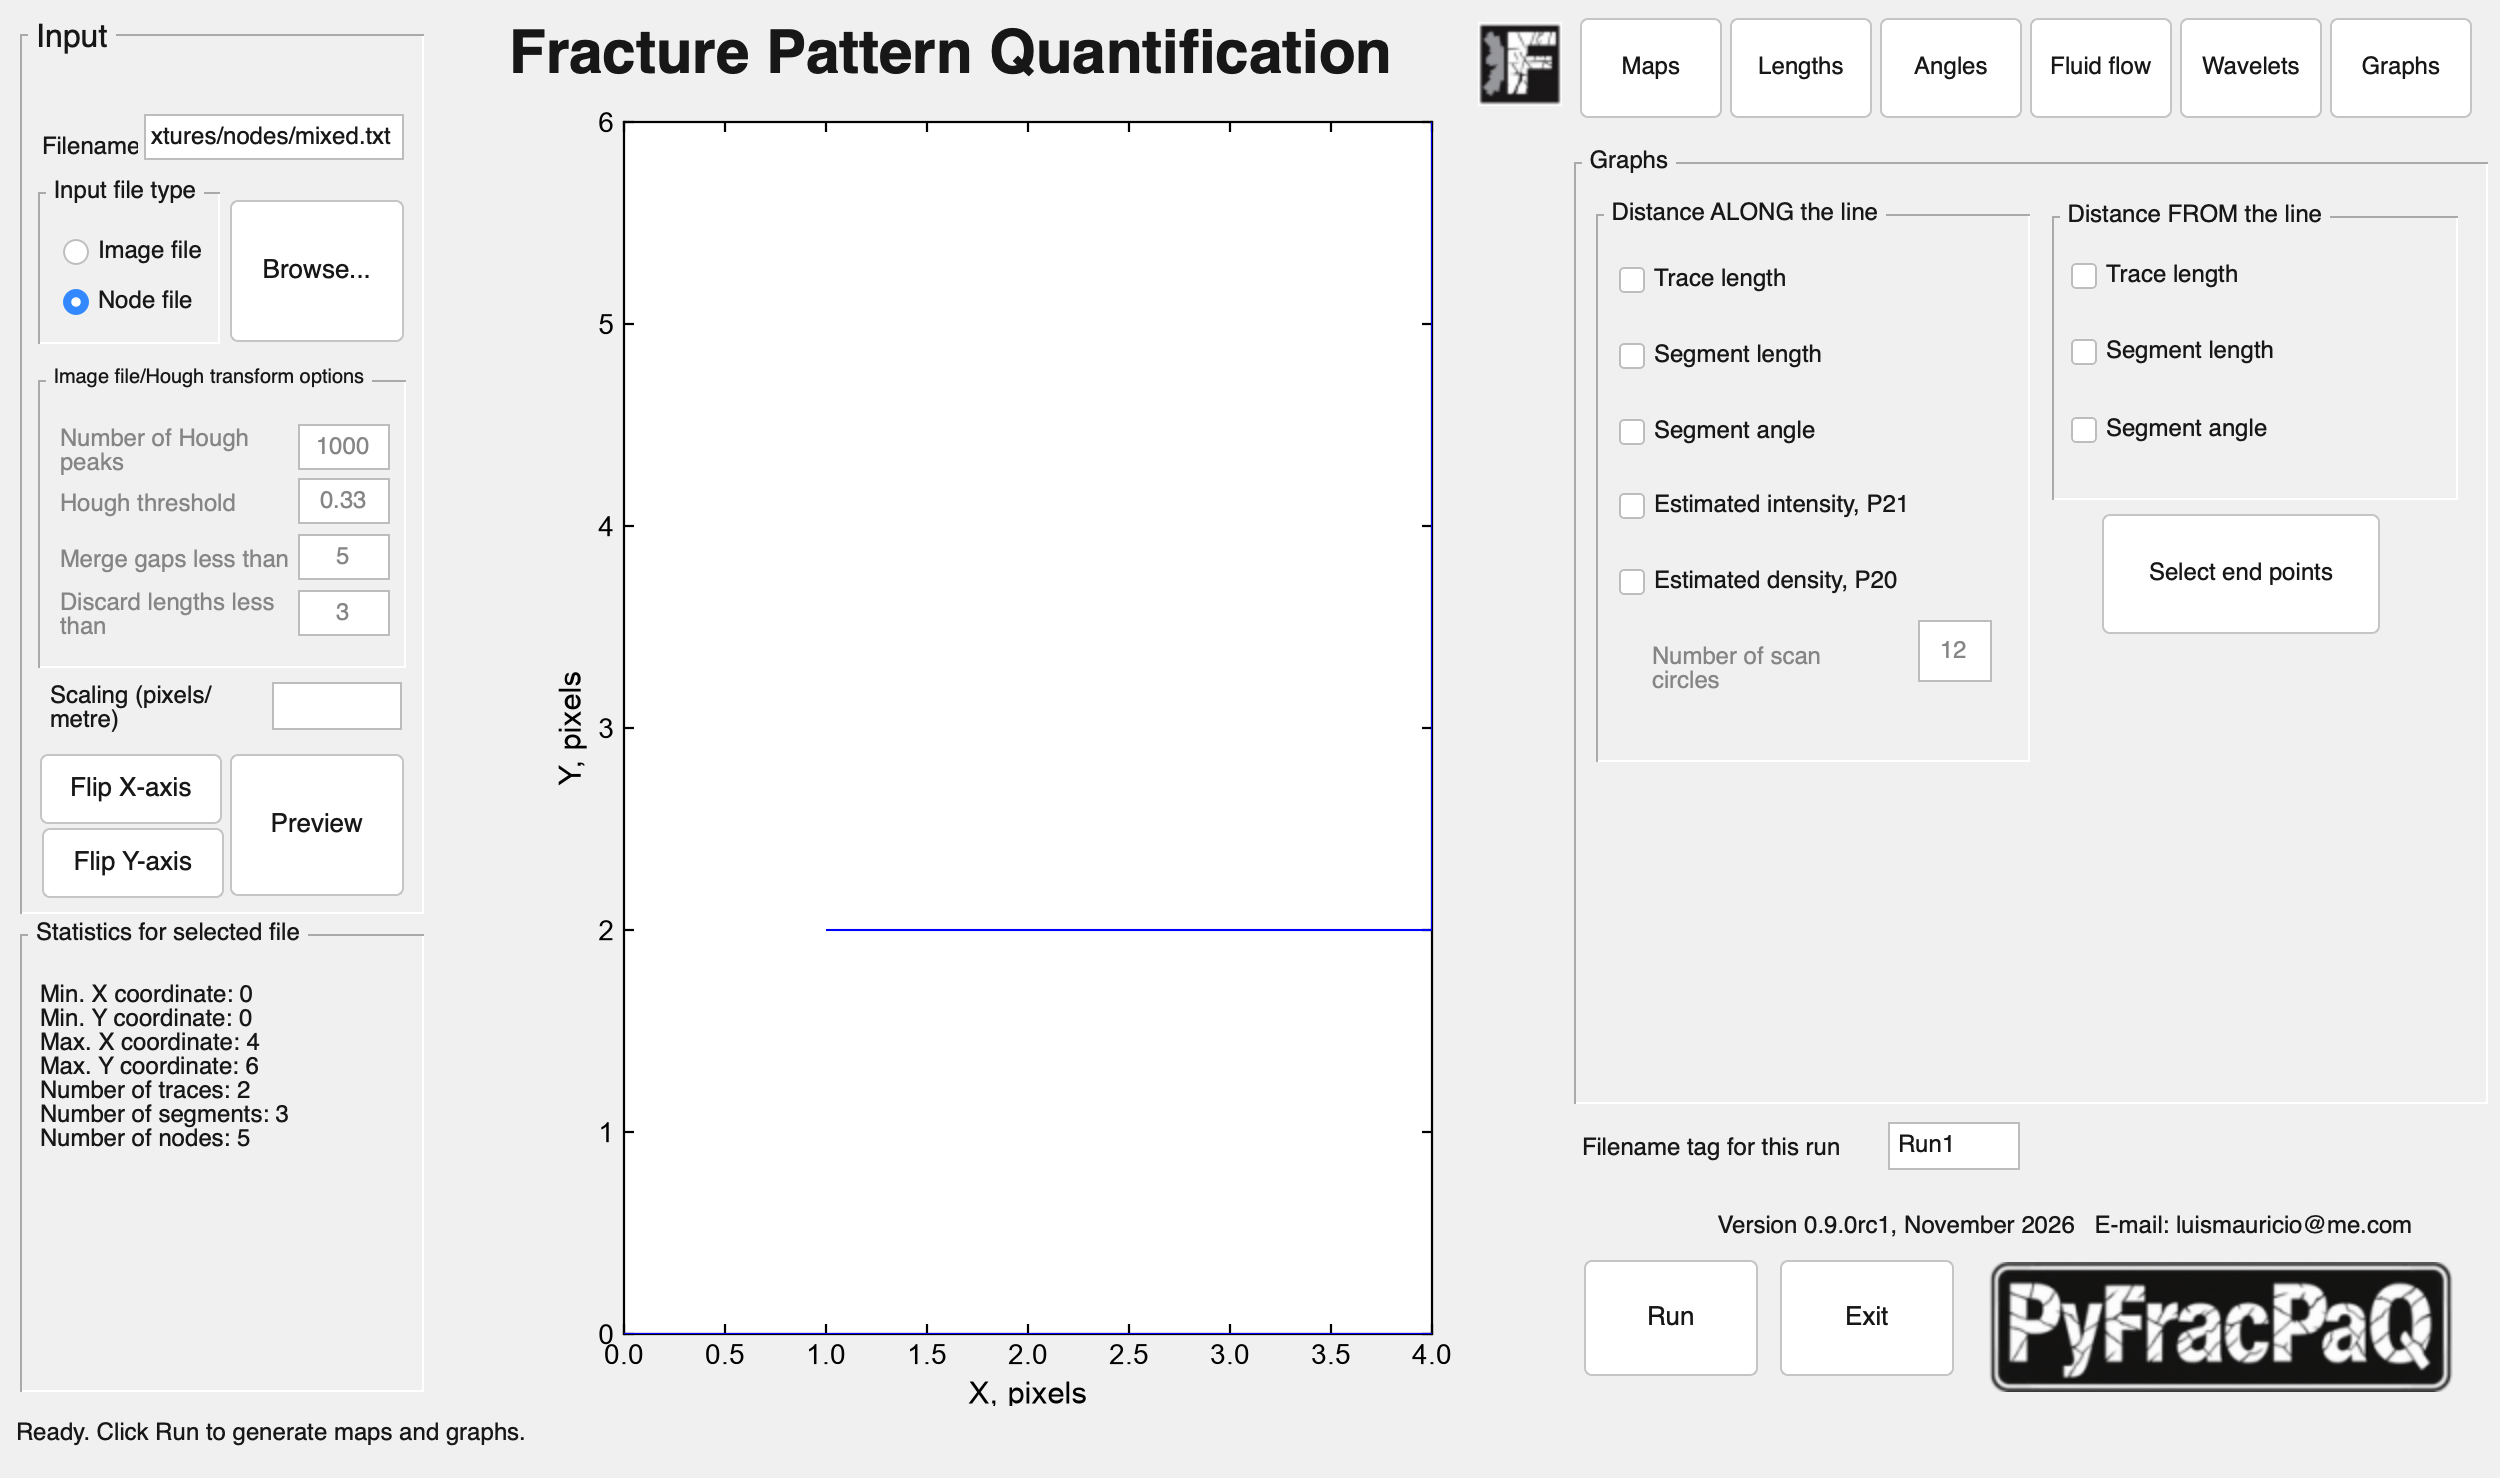 Input
Filename
xtures/nodes/mixed.txt
Input file type
Image file
Node file
Browse...
Image file/Hough transform options
Number of Hough
peaks
1000
Hough threshold
0.33
Merge gaps less than
5
Discard lengths less
than
3
Scaling (pixels/
metre)
Flip X-axis
Flip Y-axis
Preview
Statistics for selected file
Min. X coordinate: 0
Min. Y coordinate: 0
Max. X coordinate: 4
Max. Y coordinate: 6
Number of traces: 2
Number of segments: 3
Number of nodes: 5
Ready. Click Run to generate maps and graphs.
Fracture Pattern Quantification
6
5
4
3
2
1
0
Y, pixels
0.0 0.5 1.0 1.5 2.0 2.5 3.0 3.5 4.0
X, pixels
F
Maps
Lengths
Angles
Fluid flow
Wavelets
Graphs
Graphs
Distance ALONG the line
Trace length
Segment length
Segment angle
Estimated intensity, P21
Estimated density, P20
Number of scan
circles
12
Distance FROM the line
Trace length
Segment length
Segment angle
Select end points
Filename tag for this run
Run1
Version 0.9.0rc1, November 2026 E-mail: luismauricio@me.com
Run
Exit
PyFracPaQ